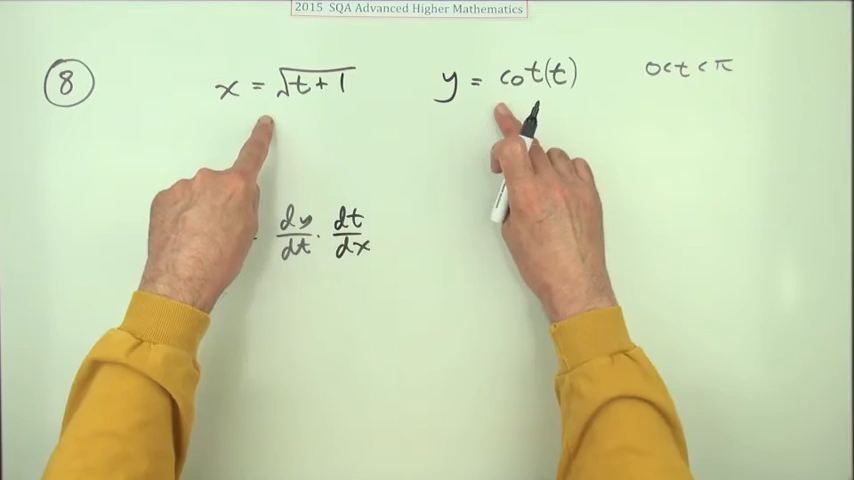 2015 SQA Advanced Higher Mathematics
8 x = √t+1 y = cot(t) 0<t<π
dy/dt · dt/dx